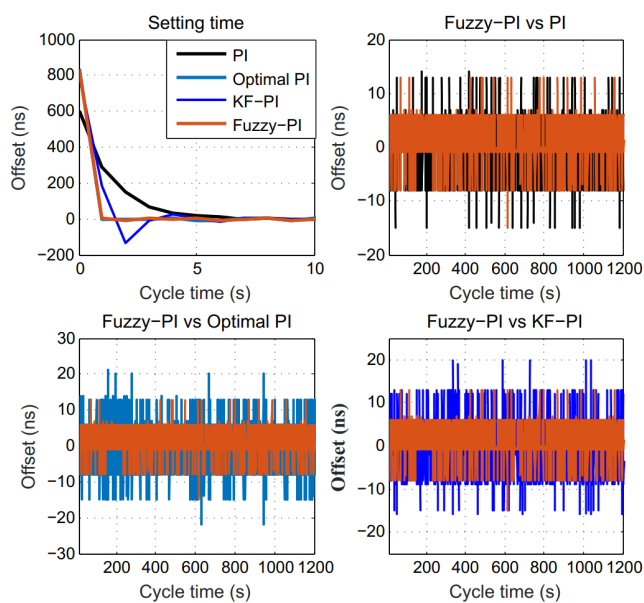 Setting time
Offset (ns)
1000
800
600
400
200
0
−200
0
5
10
Cycle time (s)
PI
Optimal PI
KF−PI
Fuzzy−PI
Fuzzy−PI vs PI
Offset (ns)
20
10
0
−10
−20
200 400 600 800 1000 1200
Cycle time (s)
Fuzzy−PI vs Optimal PI
Offset (ns)
30
20
10
0
−10
−20
−30
200 400 600 800 1000 1200
Cycle time (s)
Fuzzy−PI vs KF−PI
Offset (ns)
20
10
0
−10
−20
200 400 600 800 1000 1200
Cycle time (s)